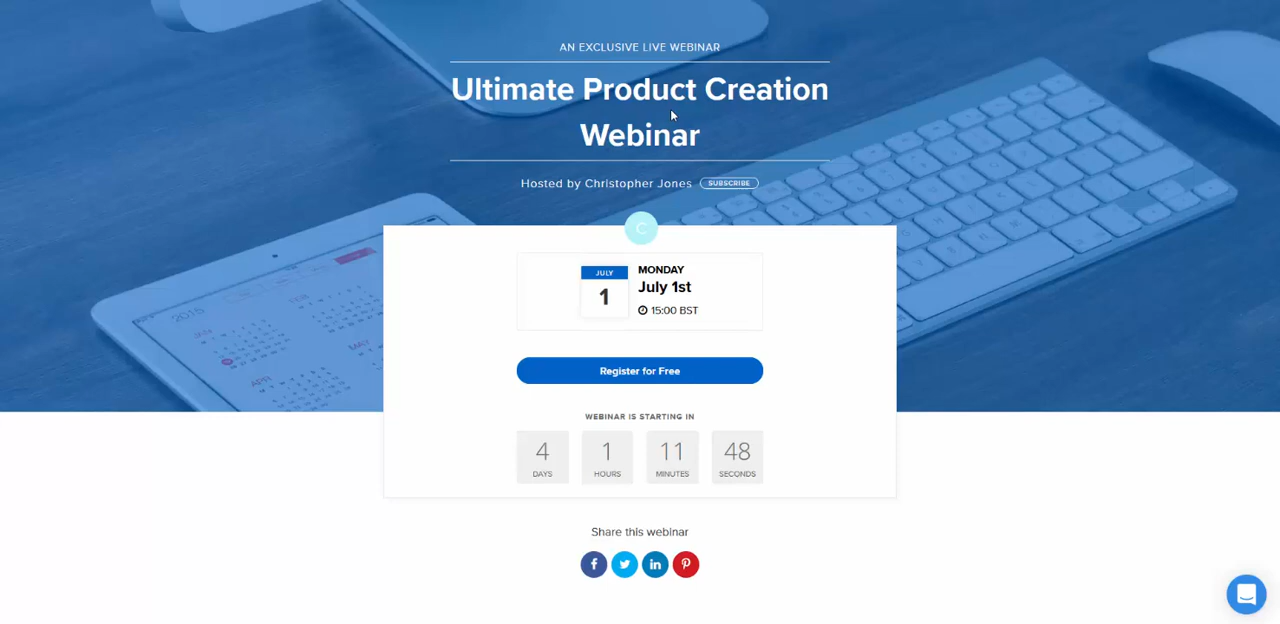 AN EXCLUSIVE LIVE WEBINAR
Ultimate Product Creation
Webinar
Hosted by Christopher Jones SUBSCRIBE
C
JULY
1
MONDAY
July 1st
15:00 BST
Register for Free
WEBINAR IS STARTING IN
4 1 11 48
DAYS HOURS MINUTES SECONDS
Share this webinar
2015
APRIL